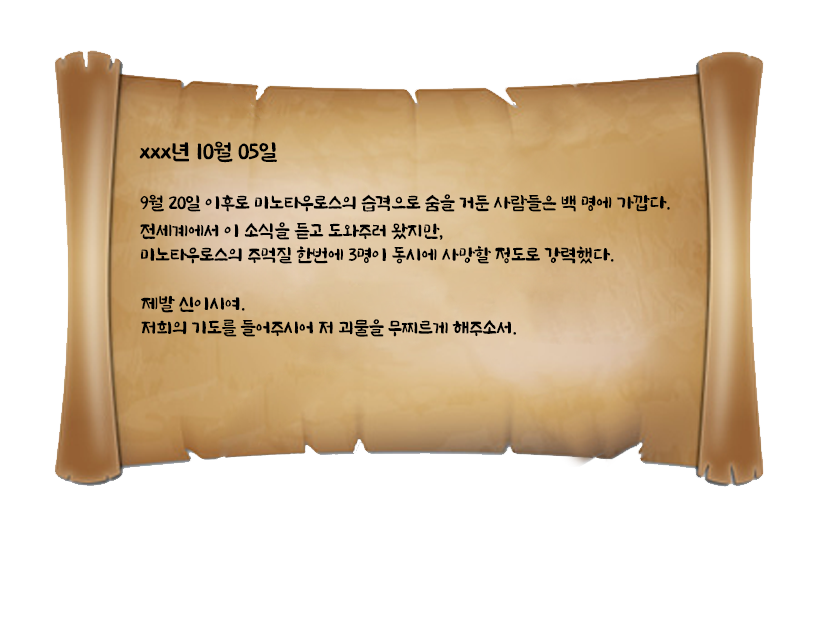 xxx년 10월 05일
9월 20일 이후로 미노타우로스의 습격으로 숨을 거둔 사람들은 백 명에 가깝다.
전세계에서 이 소식을 듣고 도와주러 왔지만,
미노타우로스의 주먹질 한번에 3명이 동시에 사망할 정도로 강력했다.
제발 신이시여.
저희의 기도를 들어주시어 저 괴물을 무찌르게 해주소서.